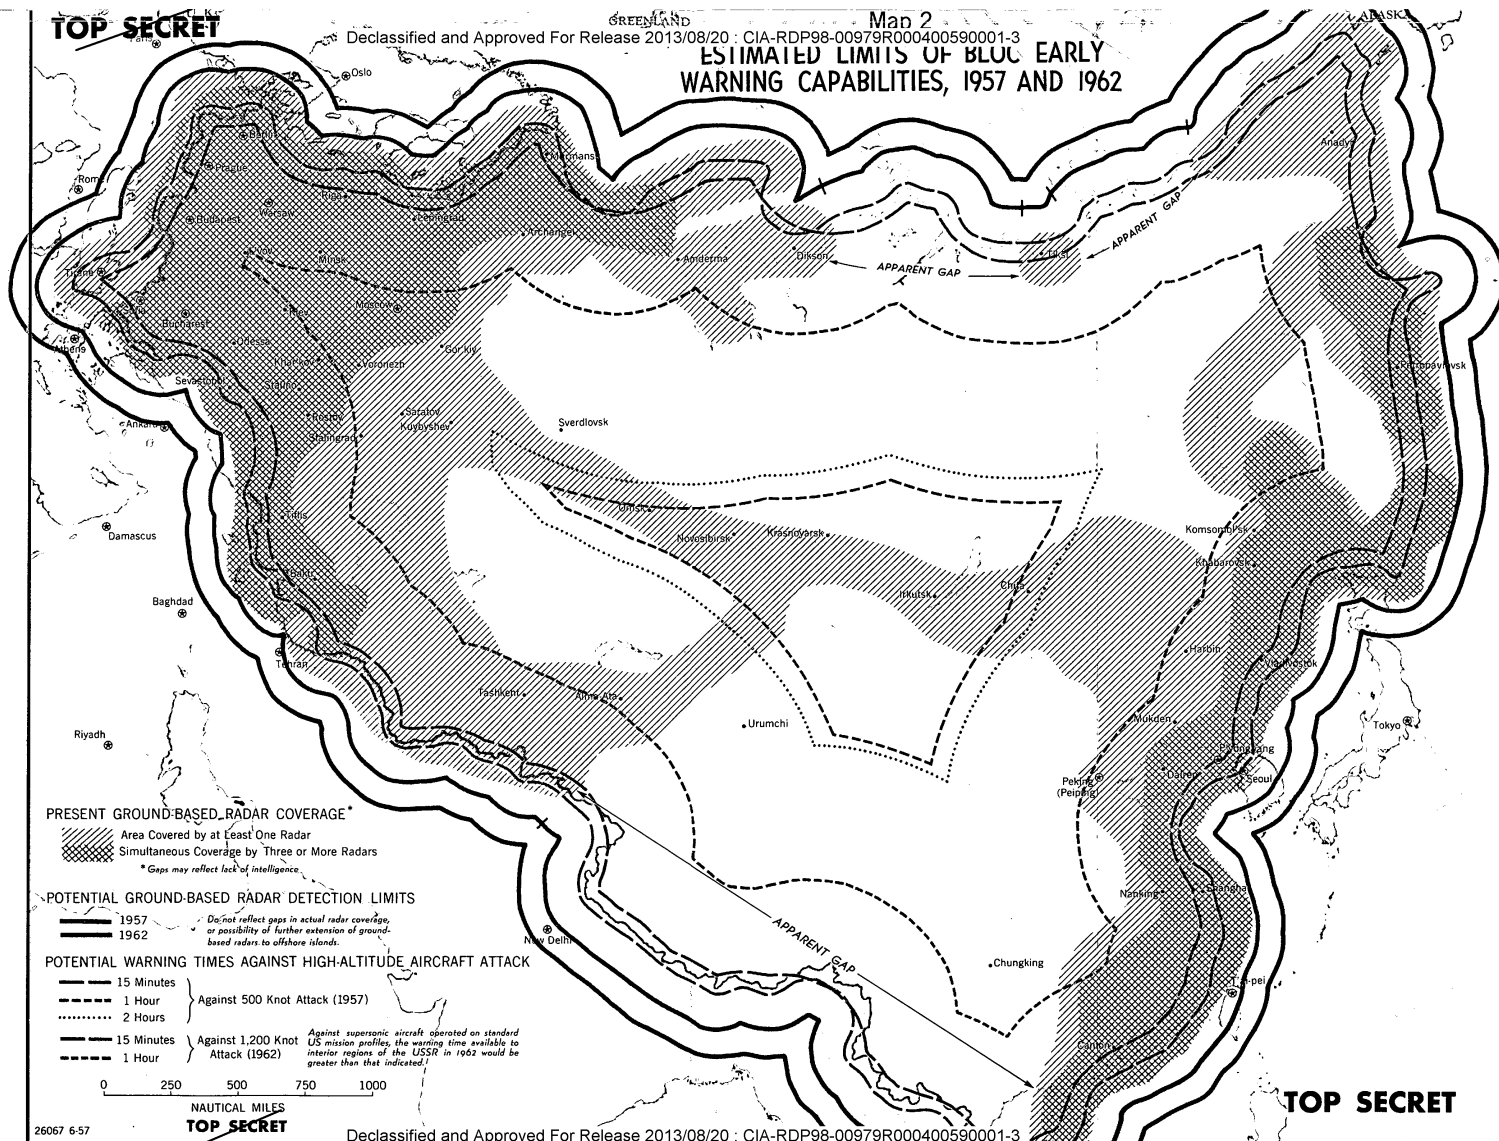 GREENLAND
Map 2
ALASKA
TOP SECRET
Paris
Declassified and Approved For Release 2013/08/20 : CIA-RDP98-00979R000400590001-3
ESTIMATED LIMITS OF BLOC EARLY
WARNING CAPABILITIES, 1957 AND 1962
Oslo
Berlin
Anadyr
Murmansk
Prague
Rome
Riga
Warsaw
Budapest
Leningrad
Archangel
APPARENT GAP
Minsk
Amderma
Dikson
Tiksi
APPARENT GAP
Tirane
Sofia
Kiev
Moscow
Bucharest
Odessa
Athens
Gor'kiy
Kharkov
Voronezh
Petropavlovsk
Sevastopol
Stalino
Rostov
Saratov
Kuybyshev
Ankara
Stalingrad
Sverdlovsk
Omsk
Tiflis
Damascus
Novosibirsk
Krasnoyarsk
Komsomol'sk
Khabarovsk
Baku
Chita
Irkutsk
Baghdad
Tehran
Harbin
Vladivostok
Tashkent
Alma-Ata
Urumchi
Mukden
Tokyo
Riyadh
P'yongyang
Dairen
Seoul
Peking
(Peiping)
PRESENT GROUND-BASED RADAR COVERAGE*
Area Covered by at Least One Radar
Simultaneous Coverage by Three or More Radars
* Gaps may reflect lack of intelligence
Nanking
Shanghai
POTENTIAL GROUND-BASED RADAR DETECTION LIMITS
1957
1962
Do not reflect gaps in actual radar coverage,
or possibility of further extension of ground-
based radars to offshore islands.
New Delhi
APPARENT GAP
Chungking
T'ai-pei
POTENTIAL WARNING TIMES AGAINST HIGH-ALTITUDE AIRCRAFT ATTACK
15 Minutes
1 Hour
2 Hours
Against 500 Knot Attack (1957)
15 Minutes
1 Hour
Against 1,200 Knot
Attack (1962)
Against supersonic aircraft operated on standard
US mission profiles, the warning time available to
interior regions of the USSR in 1962 would be
greater than that indicated.
Canton
0 250 500 750 1000
NAUTICAL MILES
TOP SECRET
TOP SECRET
26067 6-57
Declassified and Approved For Release 2013/08/20 : CIA-RDP98-00979R000400590001-3